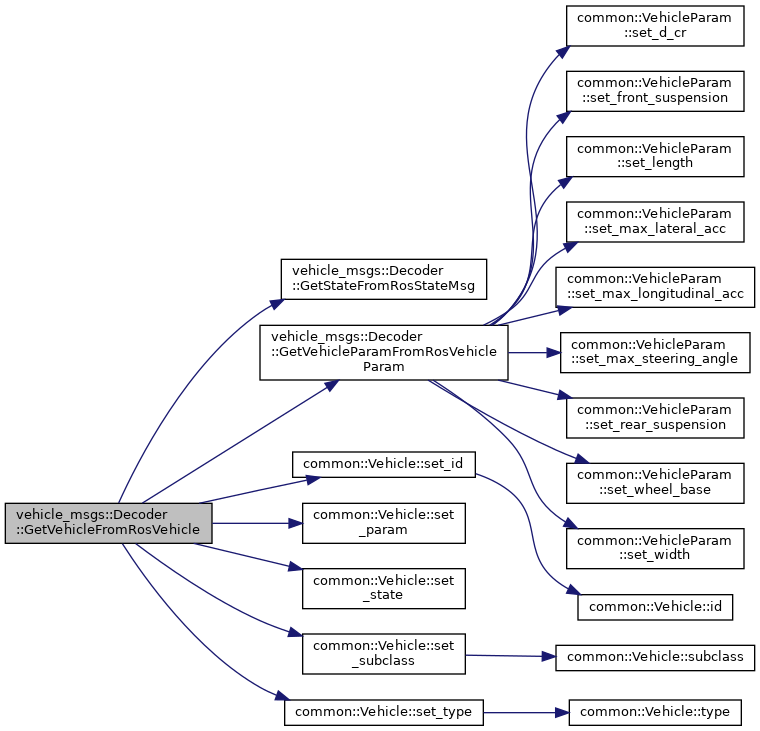 vehicle_msgs::Decoder
::GetVehicleFromRosVehicle
vehicle_msgs::Decoder
::GetStateFromRosStateMsg
vehicle_msgs::Decoder
::GetVehicleParamFromRosVehicle
Param
common::Vehicle::set_id
common::Vehicle::set
_param
common::Vehicle::set
_state
common::Vehicle::set
_subclass
common::Vehicle::set_type
common::VehicleParam
::set_d_cr
common::VehicleParam
::set_front_suspension
common::VehicleParam
::set_length
common::VehicleParam
::set_max_lateral_acc
common::VehicleParam
::set_max_longitudinal_acc
common::VehicleParam
::set_max_steering_angle
common::VehicleParam
::set_rear_suspension
common::VehicleParam
::set_wheel_base
common::VehicleParam
::set_width
common::Vehicle::id
common::Vehicle::subclass
common::Vehicle::type